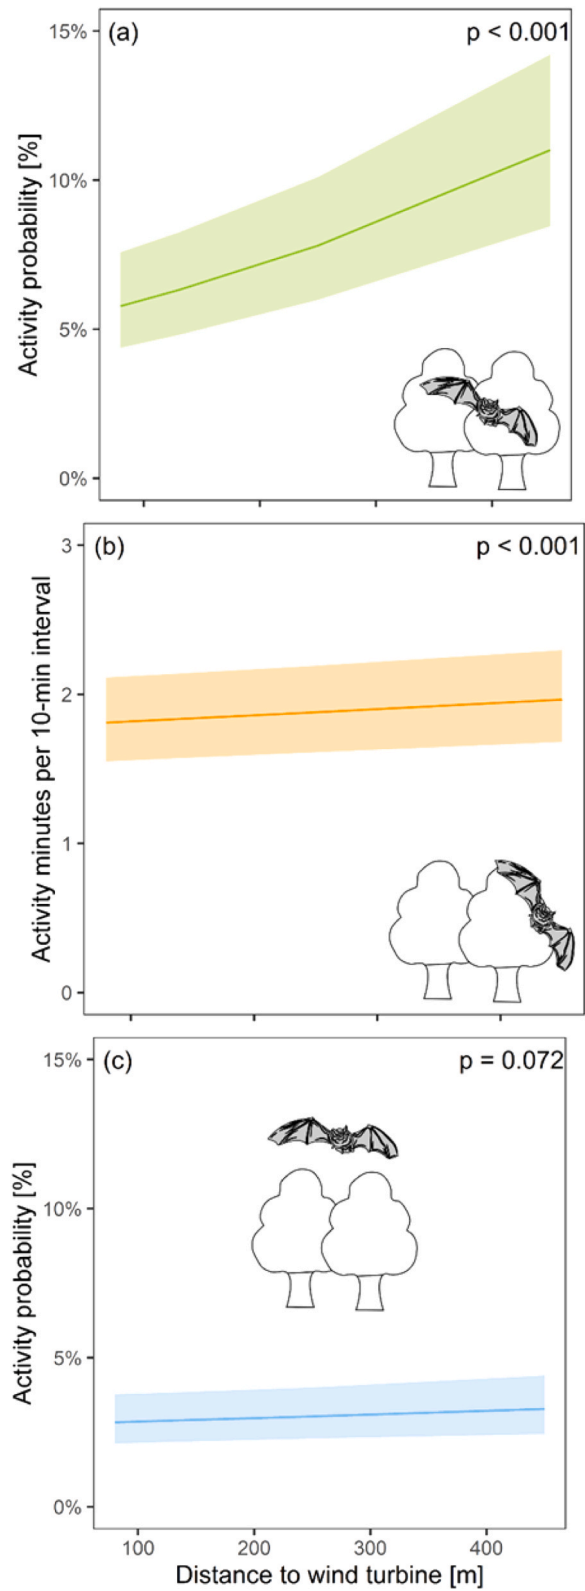 (a)
p < 0.001
15%
10%
5%
0%
Activity probability [%]
(b)
p < 0.001
3
2
1
0
Activity minutes per 10-min interval
(c)
p = 0.072
15%
10%
5%
0%
Activity probability [%]
100 200 300 400
Distance to wind turbine [m]